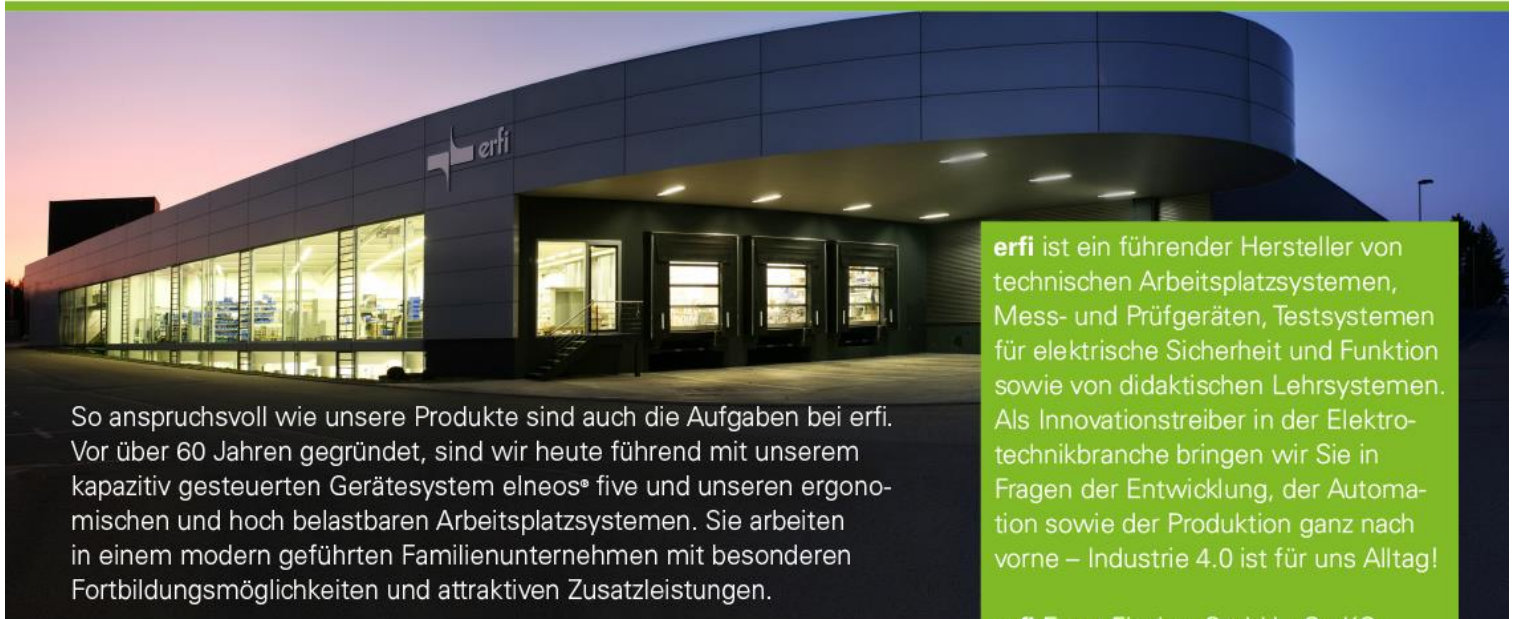 erfi
So anspruchsvoll wie unsere Produkte sind auch die Aufgaben bei erfi.
Vor über 60 Jahren gegründet, sind wir heute führend mit unserem
kapazitiv gesteuerten Gerätesystem elneos® five und unseren ergono-
mischen und hoch belastbaren Arbeitsplatzsystemen. Sie arbeiten
in einem modern geführten Familienunternehmen mit besonderen
Fortbildungsmöglichkeiten und attraktiven Zusatzleistungen.
erfi ist ein führender Hersteller von
technischen Arbeitsplatzsystemen,
Mess- und Prüfgeräten, Testsystemen
für elektrische Sicherheit und Funktion
sowie von didaktischen Lehrsystemen.
Als Innovationstreiber in der Elektro-
technikbranche bringen wir Sie in
Fragen der Entwicklung, der Automa-
tion sowie der Produktion ganz nach
vorne – Industrie 4.0 ist für uns Alltag!